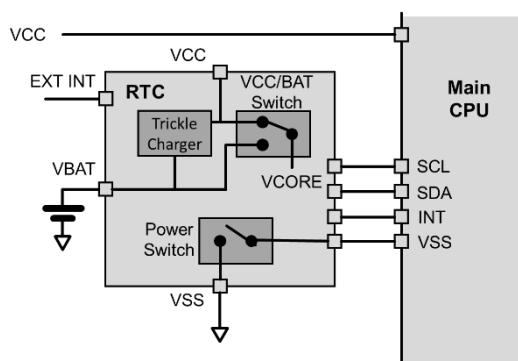 VCC
VCC
EXT INT
RTC
VCC/BAT
Switch
Main
CPU
Trickle
Charger
VBAT
VCORE
SCL
SDA
INT
VSS
Power
Switch
VSS